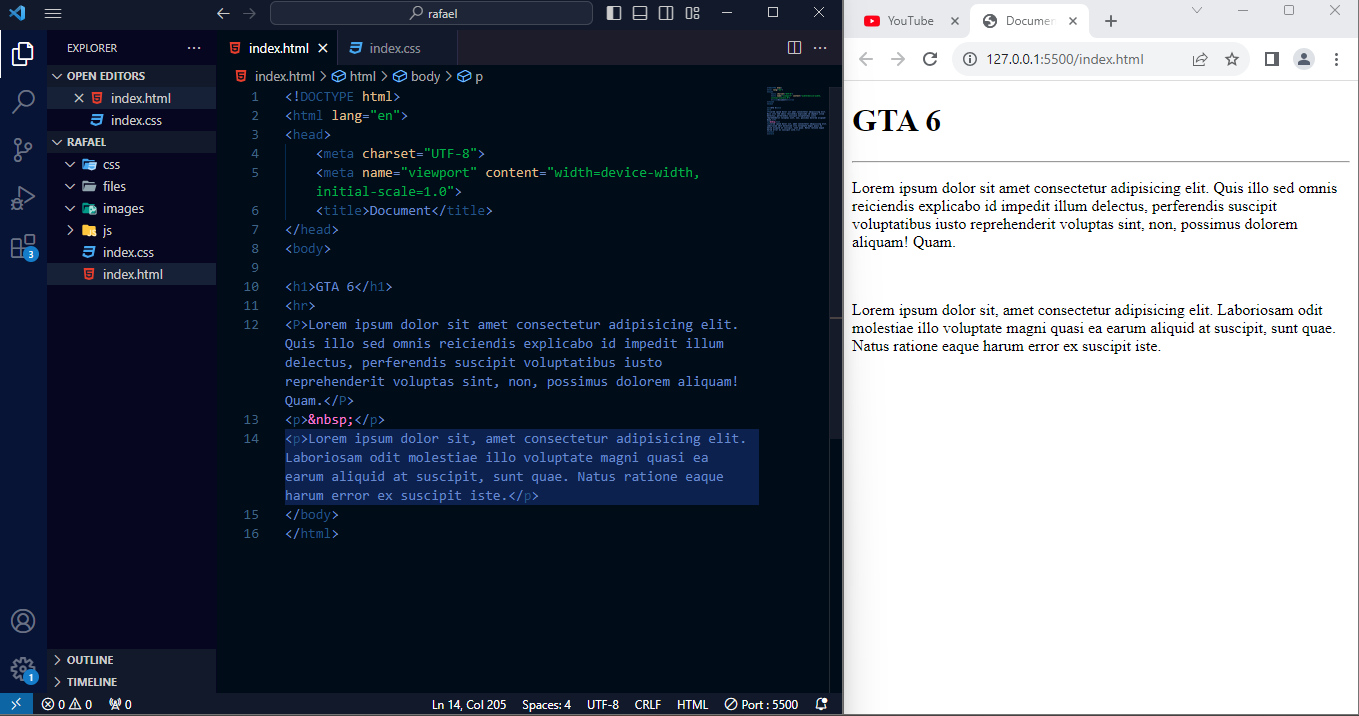 rafael
EXPLORER
OPEN EDITORS
index.html
index.css
RAFAEL
css
files
images
js
index.css
index.html
OUTLINE
TIMELINE
index.html
index.css
index.html > html > body > p
1 <!DOCTYPE html>
2 <html lang="en">
3 <head>
4 <meta charset="UTF-8">
5 <meta name="viewport" content="width=device-width,
initial-scale=1.0">
6 <title>Document</title>
7 </head>
8 <body>
9
10 <h1>GTA 6</h1>
11 <hr>
12 <P>Lorem ipsum dolor sit amet consectetur adipisicing elit.
Quis illo sed omnis reiciendis explicabo id impedit illum
delectus, perferendis suscipit voluptatibus iusto
reprehenderit voluptas sint, non, possimus dolorem aliquam!
Quam.</P>
13 <p>&nbsp;</p>
14 <p>Lorem ipsum dolor sit, amet consectetur adipisicing elit.
Laboriosam odit molestiae illo voluptate magni quasi ea
earum aliquid at suscipit, sunt quae. Natus ratione eaque
harum error ex suscipit iste.</p>
15 </body>
16 </html>
3
1
0 0 0 Ln 14, Col 205 Spaces: 4 UTF-8 CRLF HTML Port : 5500
YouTube
Documen
127.0.0.1:5500/index.html
GTA 6
Lorem ipsum dolor sit amet consectetur adipisicing elit. Quis illo sed omnis
reiciendis explicabo id impedit illum delectus, perferendis suscipit
voluptatibus iusto reprehenderit voluptas sint, non, possimus dolorem
aliquam! Quam.
Lorem ipsum dolor sit, amet consectetur adipisicing elit. Laboriosam odit
molestiae illo voluptate magni quasi ea earum aliquid at suscipit, sunt quae.
Natus ratione eaque harum error ex suscipit iste.